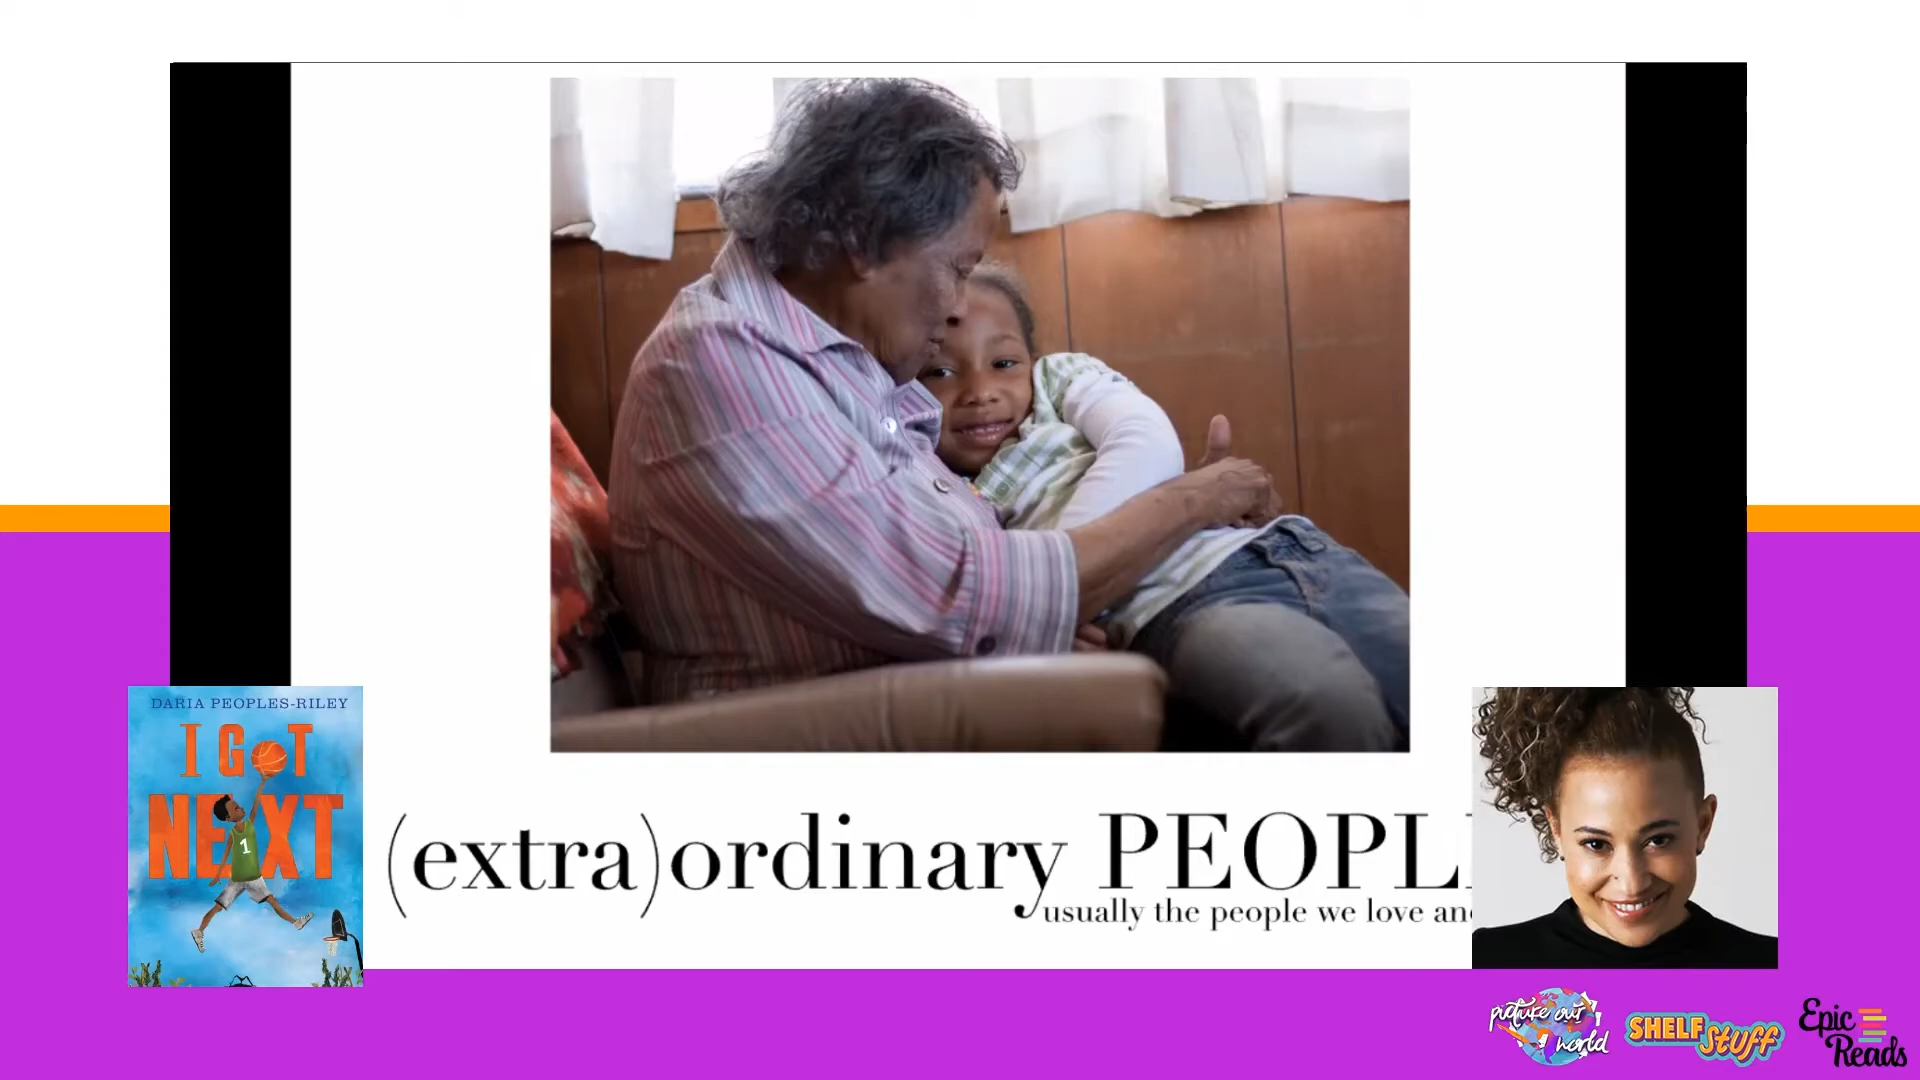 DARIA PEOPLES-RILEY
I GOT
NEXT
1
(extra)ordinary PEOPL
usually the people we love an
picture our
world
SHELF
STUFF
Epic
Reads